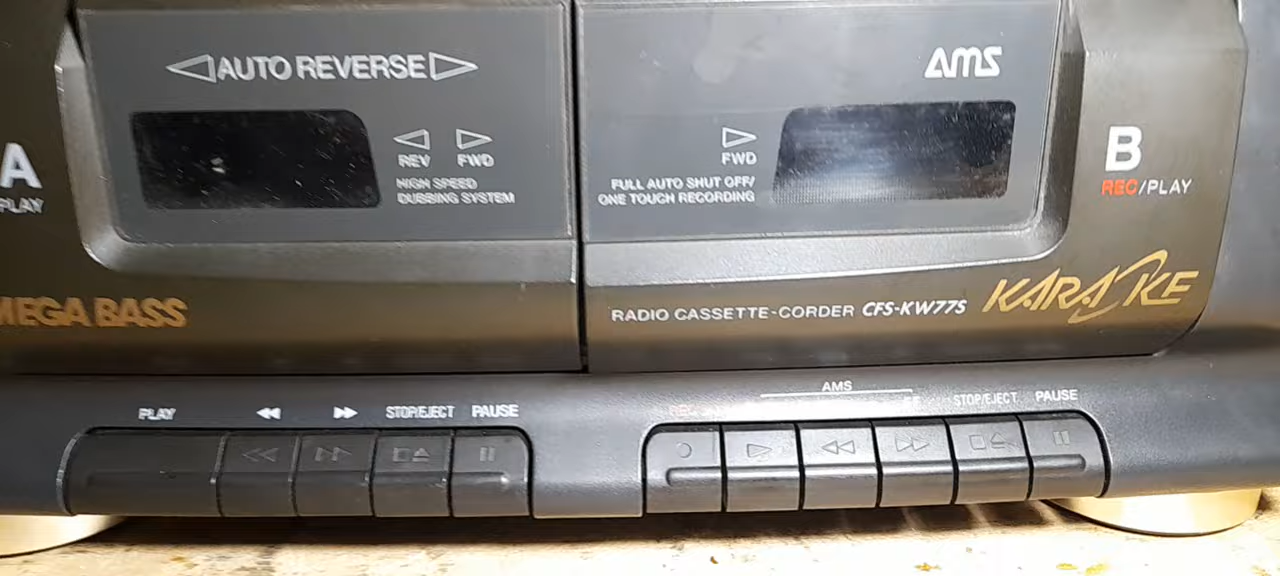 AUTO REVERSE
AMS
A
PLAY
REV FWD
HIGH SPEED
DUBBING SYSTEM
FWD
FULL AUTO SHUT OFF/
ONE TOUCH RECORDING
B
REC/PLAY
MEGA BASS
RADIO CASSETTE-CORDER CFS-KW77S KARAOKE
AMS
PLAY STOP/EJECT PAUSE
REC STOP/EJECT PAUSE